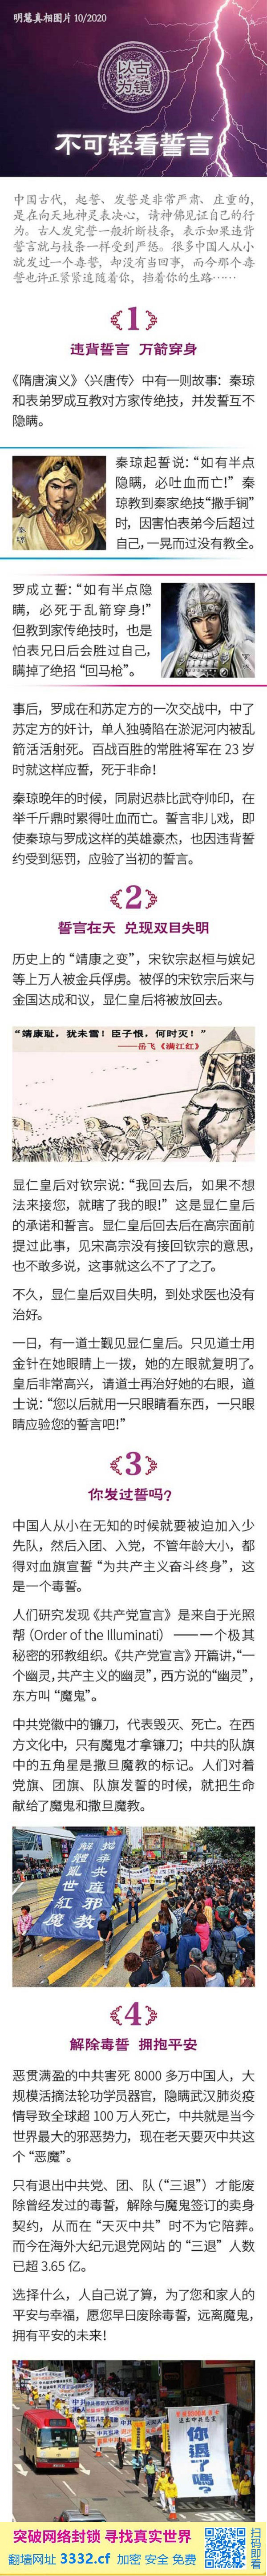 明慧真相图片 10/2020
以古为镜
不可轻看誓言
中国古代，起誓、发誓是非常严肃、庄重的，
是在向天地神灵表决心，请神佛见证自己的行
为。古人发完誓一般折断枝条，表示如果违背
誓言就与枝条一样受到严惩。很多中国人从小
就发过一个毒誓，却没有当回事，而今那个毒
誓也许正紧紧迫随着你，挡着你的生路……
1
违背誓言 万箭穿身
《隋唐演义》〈兴唐传〉中有一则故事：秦琼
和表弟罗成互教对方家传绝技，并发誓互不
隐瞒。
秦琼起誓说：“如有半点
隐瞒，必吐血而亡！” 秦
琼教到秦家绝技“撒手锏”
时，因害怕表弟今后超过
自己，一晃而过没有教全。
秦琼
罗成立誓：“如有半点隐
瞒，必死于乱箭穿身！”
但教到家传绝技时，也是
怕表兄日后会胜过自己，
瞒掉了绝招 “回马枪”。
事后，罗成在和苏定方的一次交战中，中了
苏定方的奸计，单人独骑陷在淤泥河内被乱
箭活活射死。百战百胜的常胜将军在 23 岁
时就这样应誓，死于非命！
秦琼晚年的时候，同尉迟恭比武夺帅印，在
举千斤鼎时累得吐血而亡。誓言非儿戏，即
使秦琼与罗成这样的英雄豪杰，也因违背誓
约受到惩罚，应验了当初的誓言。
2
誓言在天 兑现双目失明
历史上的 “靖康之变”，宋钦宗赵桓与嫔妃
等上万人被金兵俘虏。被俘的宋钦宗后来与
金国达成和议，显仁皇后将被放回去。
“靖康耻，犹未雪！臣子恨，何时灭！”
——岳飞《满江红》
显仁皇后对钦宗说：“我回去后，如果不想
法来接您，就瞎了我的眼！” 这是显仁皇后
的承诺和誓言。显仁皇后回去后在高宗面前
提过此事，见宋高宗没有接回钦宗的意思，
也不敢多说，这事就这么不了了之了。
不久，显仁皇后双目失明，到处求医也没有
治好。
一日，有一道士觐见显仁皇后。只见道士用
金针在她眼睛上一拨，她的左眼就复明了。
皇后非常高兴，请道士再治好她的右眼，道
士说：“您以后就用一只眼睛看东西，一只眼
睛应验您的誓言吧！”
3
你发过誓吗？
中国人从小在无知的时候就要被迫加入少
先队，然后入团、入党，不管年龄大小，都
得对血旗宣誓 “为共产主义奋斗终身”，这
是一个毒誓。
人们研究发现《共产党宣言》是来自于光照
帮（Order of the Illuminati） ——一个极其
秘密的邪教组织。《共产党宣言》开篇讲，“一
个幽灵，共产主义的幽灵”，西方说的“幽灵”，
东方叫 “魔鬼”。
中共党徽中的镰刀，代表毁灭、死亡。在西
方文化中，只有魔鬼才拿镰刀；中共的队旗
中的五角星是撒旦魔教的标记。人们对着
党旗、团旗、队旗发誓的时候，就把生命
献给了魔鬼和撒旦魔教。
找寻共产邪教
解體亂世紅魔
4
解除毒誓 拥抱平安
恶贯满盈的中共害死 8000 多万中国人，大
规模活摘法轮功学员器官，隐瞒武汉肺炎疫
情导致全球超 100 万人死亡，中共就是当今
世界最大的邪恶势力，现在老天要灭中共这
个 “恶魔”。
只有退出中共党、团、队（“三退”）才能废
除曾经发过的毒誓，解除与魔鬼签订的卖身
契约，从而在 “天灭中共” 时不为它陪葬。
而今在海外大纪元退党网站 的 “三退” 人数
已超 3.65 亿。
选择什么，人自己说了算，为了您和家人的
平安与幸福，愿您早日废除毒誓，远离魔鬼，
拥有平安的未来！
你退了嗎？
突破网络封锁 寻找真实世界
翻墙网址 3332.cf 加密 安全 免费
扫码即看